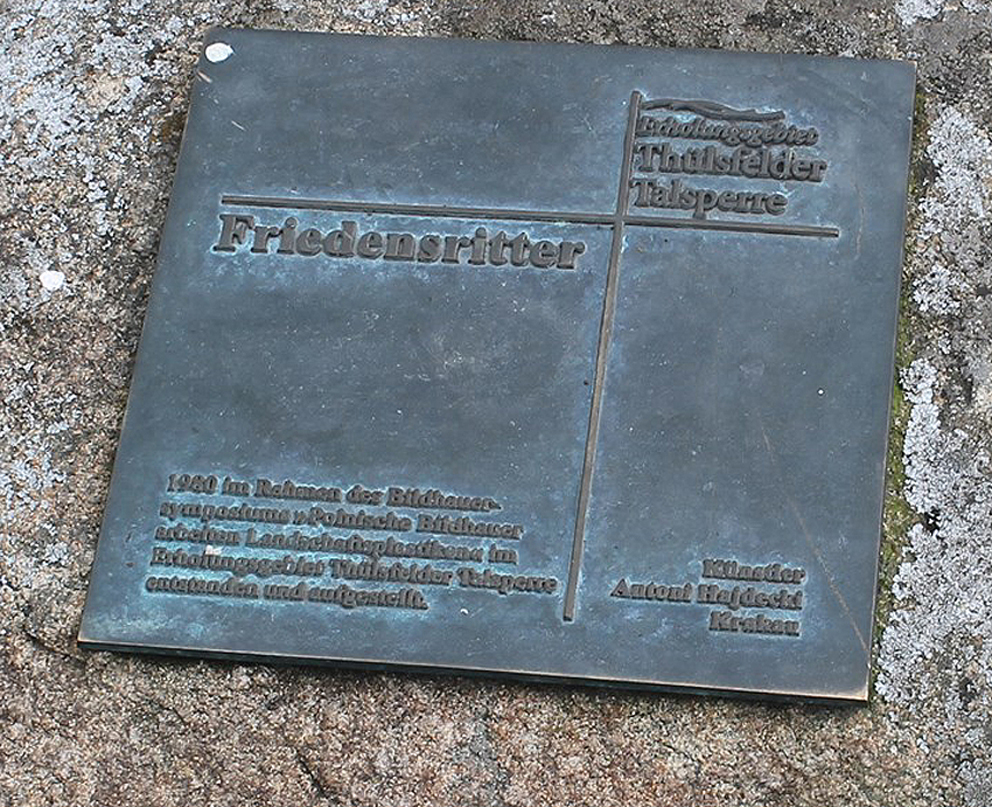 Erholungsgebiet
Thülsfelder
Talsperre
Friedensritter
1980 im Rahmen des Bildhauer-
symposiums »Polnische Bildhauer
arbeiten Landschaftsplastiken« im
Erholungsgebiet Thülsfelder Talsperre
entstanden und aufgestellt.
Künstler
Antoni Hajdecki
Krakau